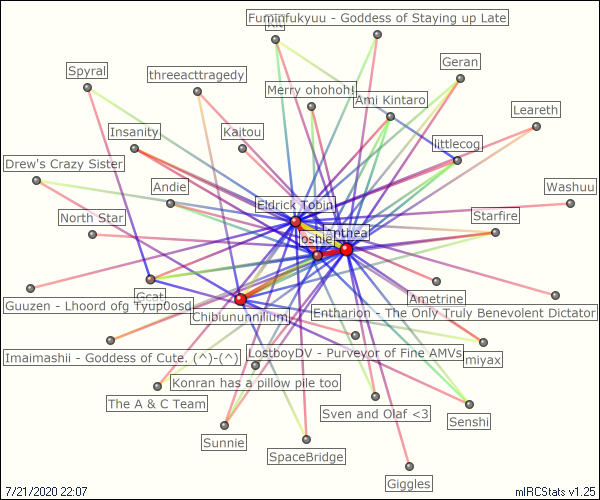 Fuminfukyuu - Goddess of Staying up Late
Kit
Geran
Spyral
threeacttragedy
Merry ohohoh!
Ami Kintaro
Leareth
Insanity
Kaitou
littlecog
Drew's Crazy Sister
Andie
Washuu
Eldrick Tobin
North Star
Starfire
Joshie
Gcat
Ametrine
Guuzen - Lhoord ofg Tyup0osd
Chibiununnilium
Entharion - The Only Truly Benevolent Dictator
Imaimashii - Goddess of Cute. (^)-(^)
LostboyDV - Purveyor of Fine AMVs
miyax
Konran has a pillow pile too
The A & C Team
Sven and Olaf <3
Senshi
Sunnie
SpaceBridge
Giggles
7/21/2020 22:07
mIRCStats v1.25